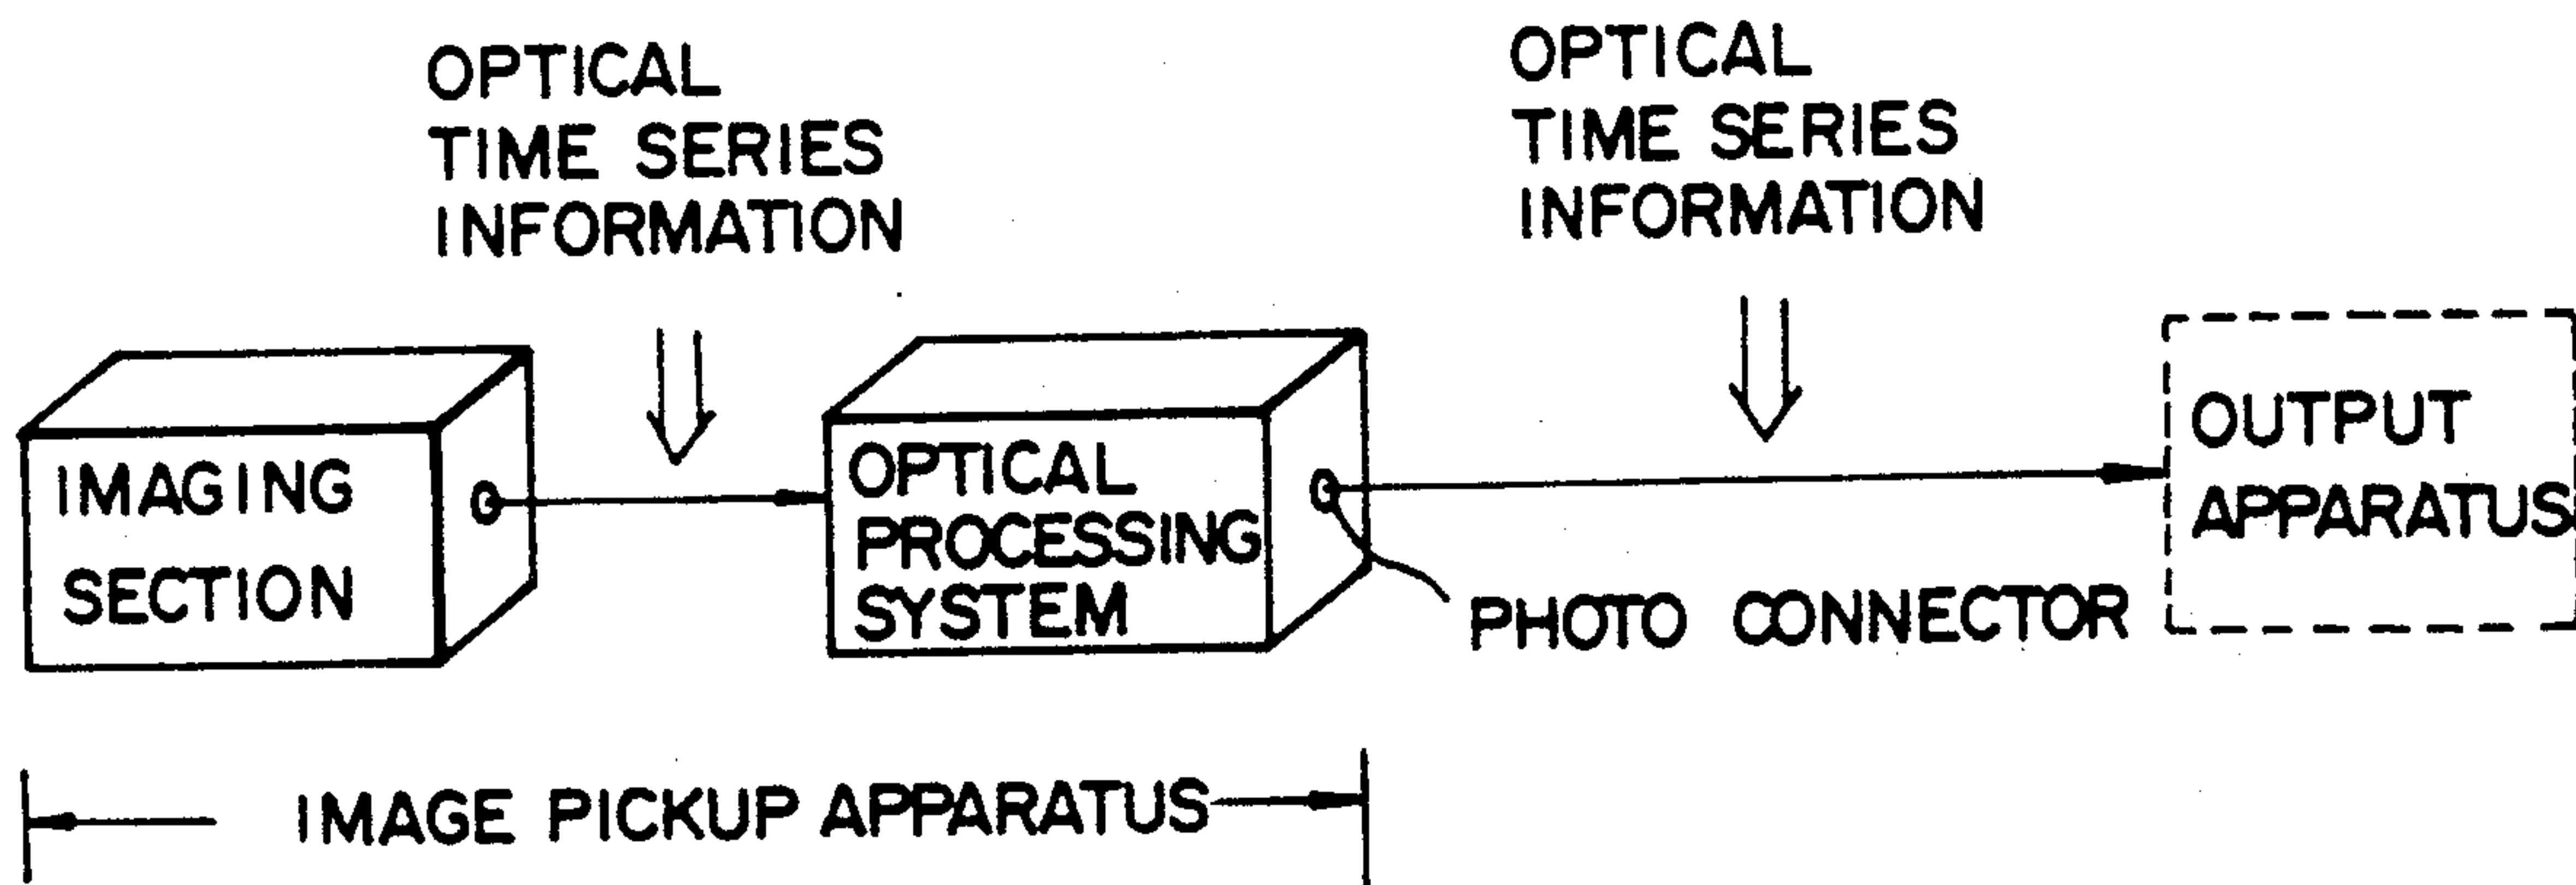 OPTICAL
TIME SERIES
INFORMATION
OPTICAL
TIME SERIES
INFORMATION
IMAGING
SECTION
OPTICAL
PROCESSING
SYSTEM
PHOTO CONNECTOR
OUTPUT
APPARATUS
IMAGE PICKUP APPARATUS